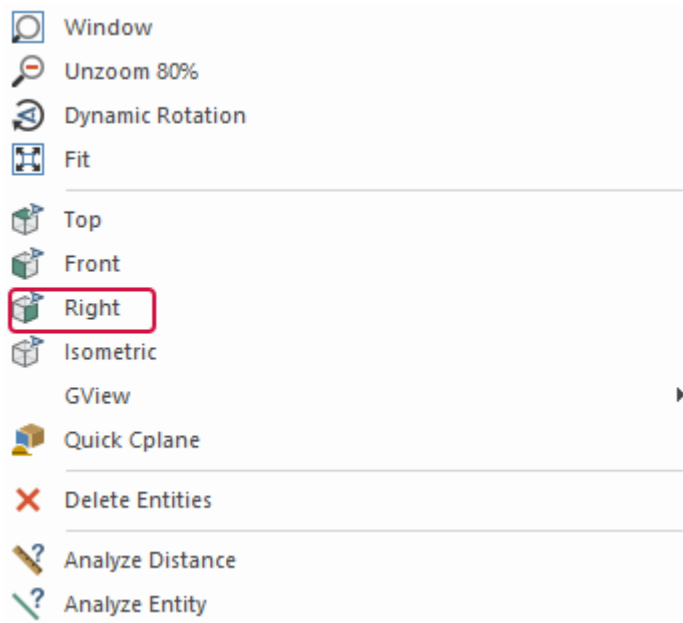 Window
Unzoom 80%
Dynamic Rotation
Fit
Top
Front
Right
Isometric
GView
Quick Cplane
Delete Entities
Analyze Distance
Analyze Entity